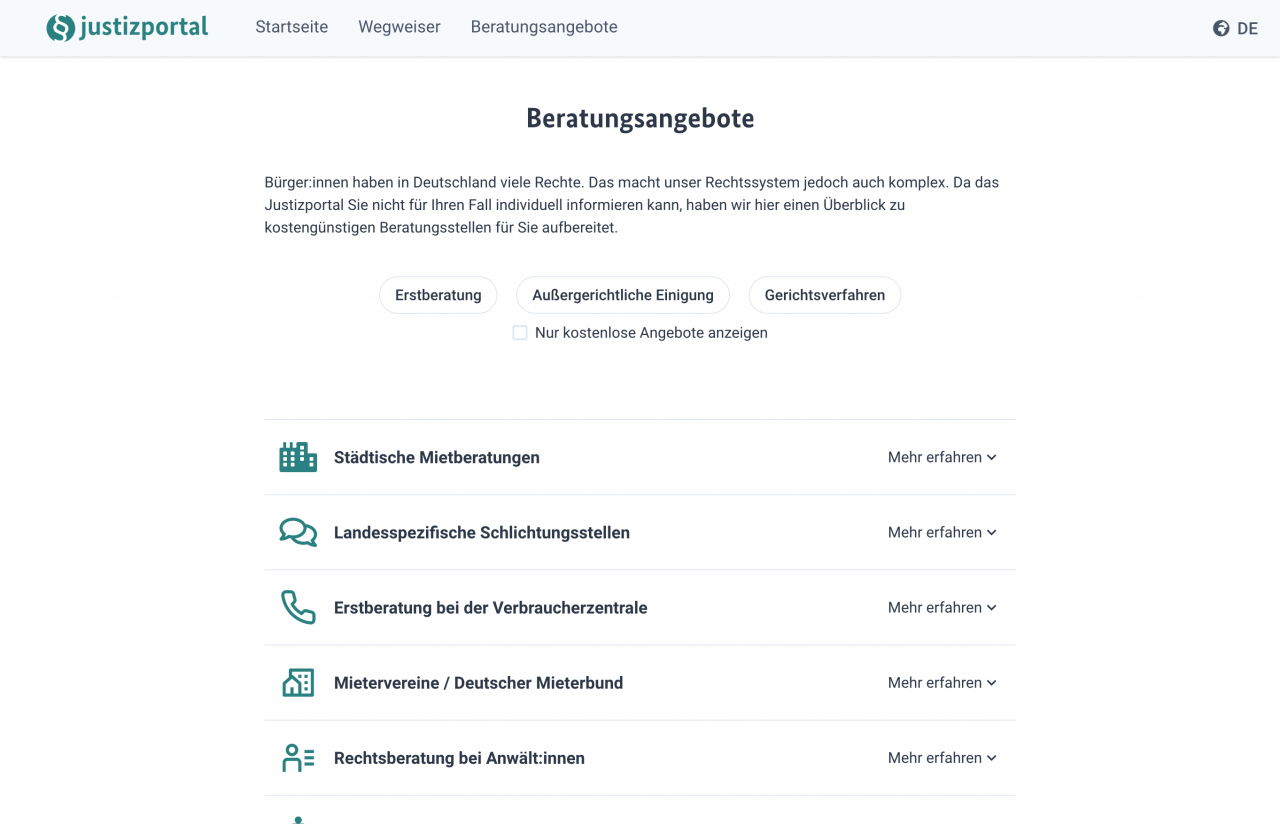 justizportal
Startseite
Wegweiser
Beratungsangebote
DE
Beratungsangebote
Bürger:innen haben in Deutschland viele Rechte. Das macht unser Rechtssystem jedoch auch komplex. Da das
Justizportal Sie nicht für Ihren Fall individuell informieren kann, haben wir hier einen Überblick zu
kostengünstigen Beratungsstellen für Sie aufbereitet.
Erstberatung
Außergerichtliche Einigung
Gerichtsverfahren
Nur kostenlose Angebote anzeigen
Städtische Mietberatungen
Mehr erfahren
Landesspezifische Schlichtungsstellen
Mehr erfahren
Erstberatung bei der Verbraucherzentrale
Mehr erfahren
Mietervereine / Deutscher Mieterbund
Mehr erfahren
Rechtsberatung bei Anwält:innen
Mehr erfahren